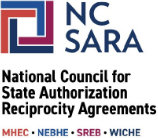 NC
SARA
National Council for
State Authorization
Reciprocity Agreements
MHEC • NEBHE • SREB • WICHE